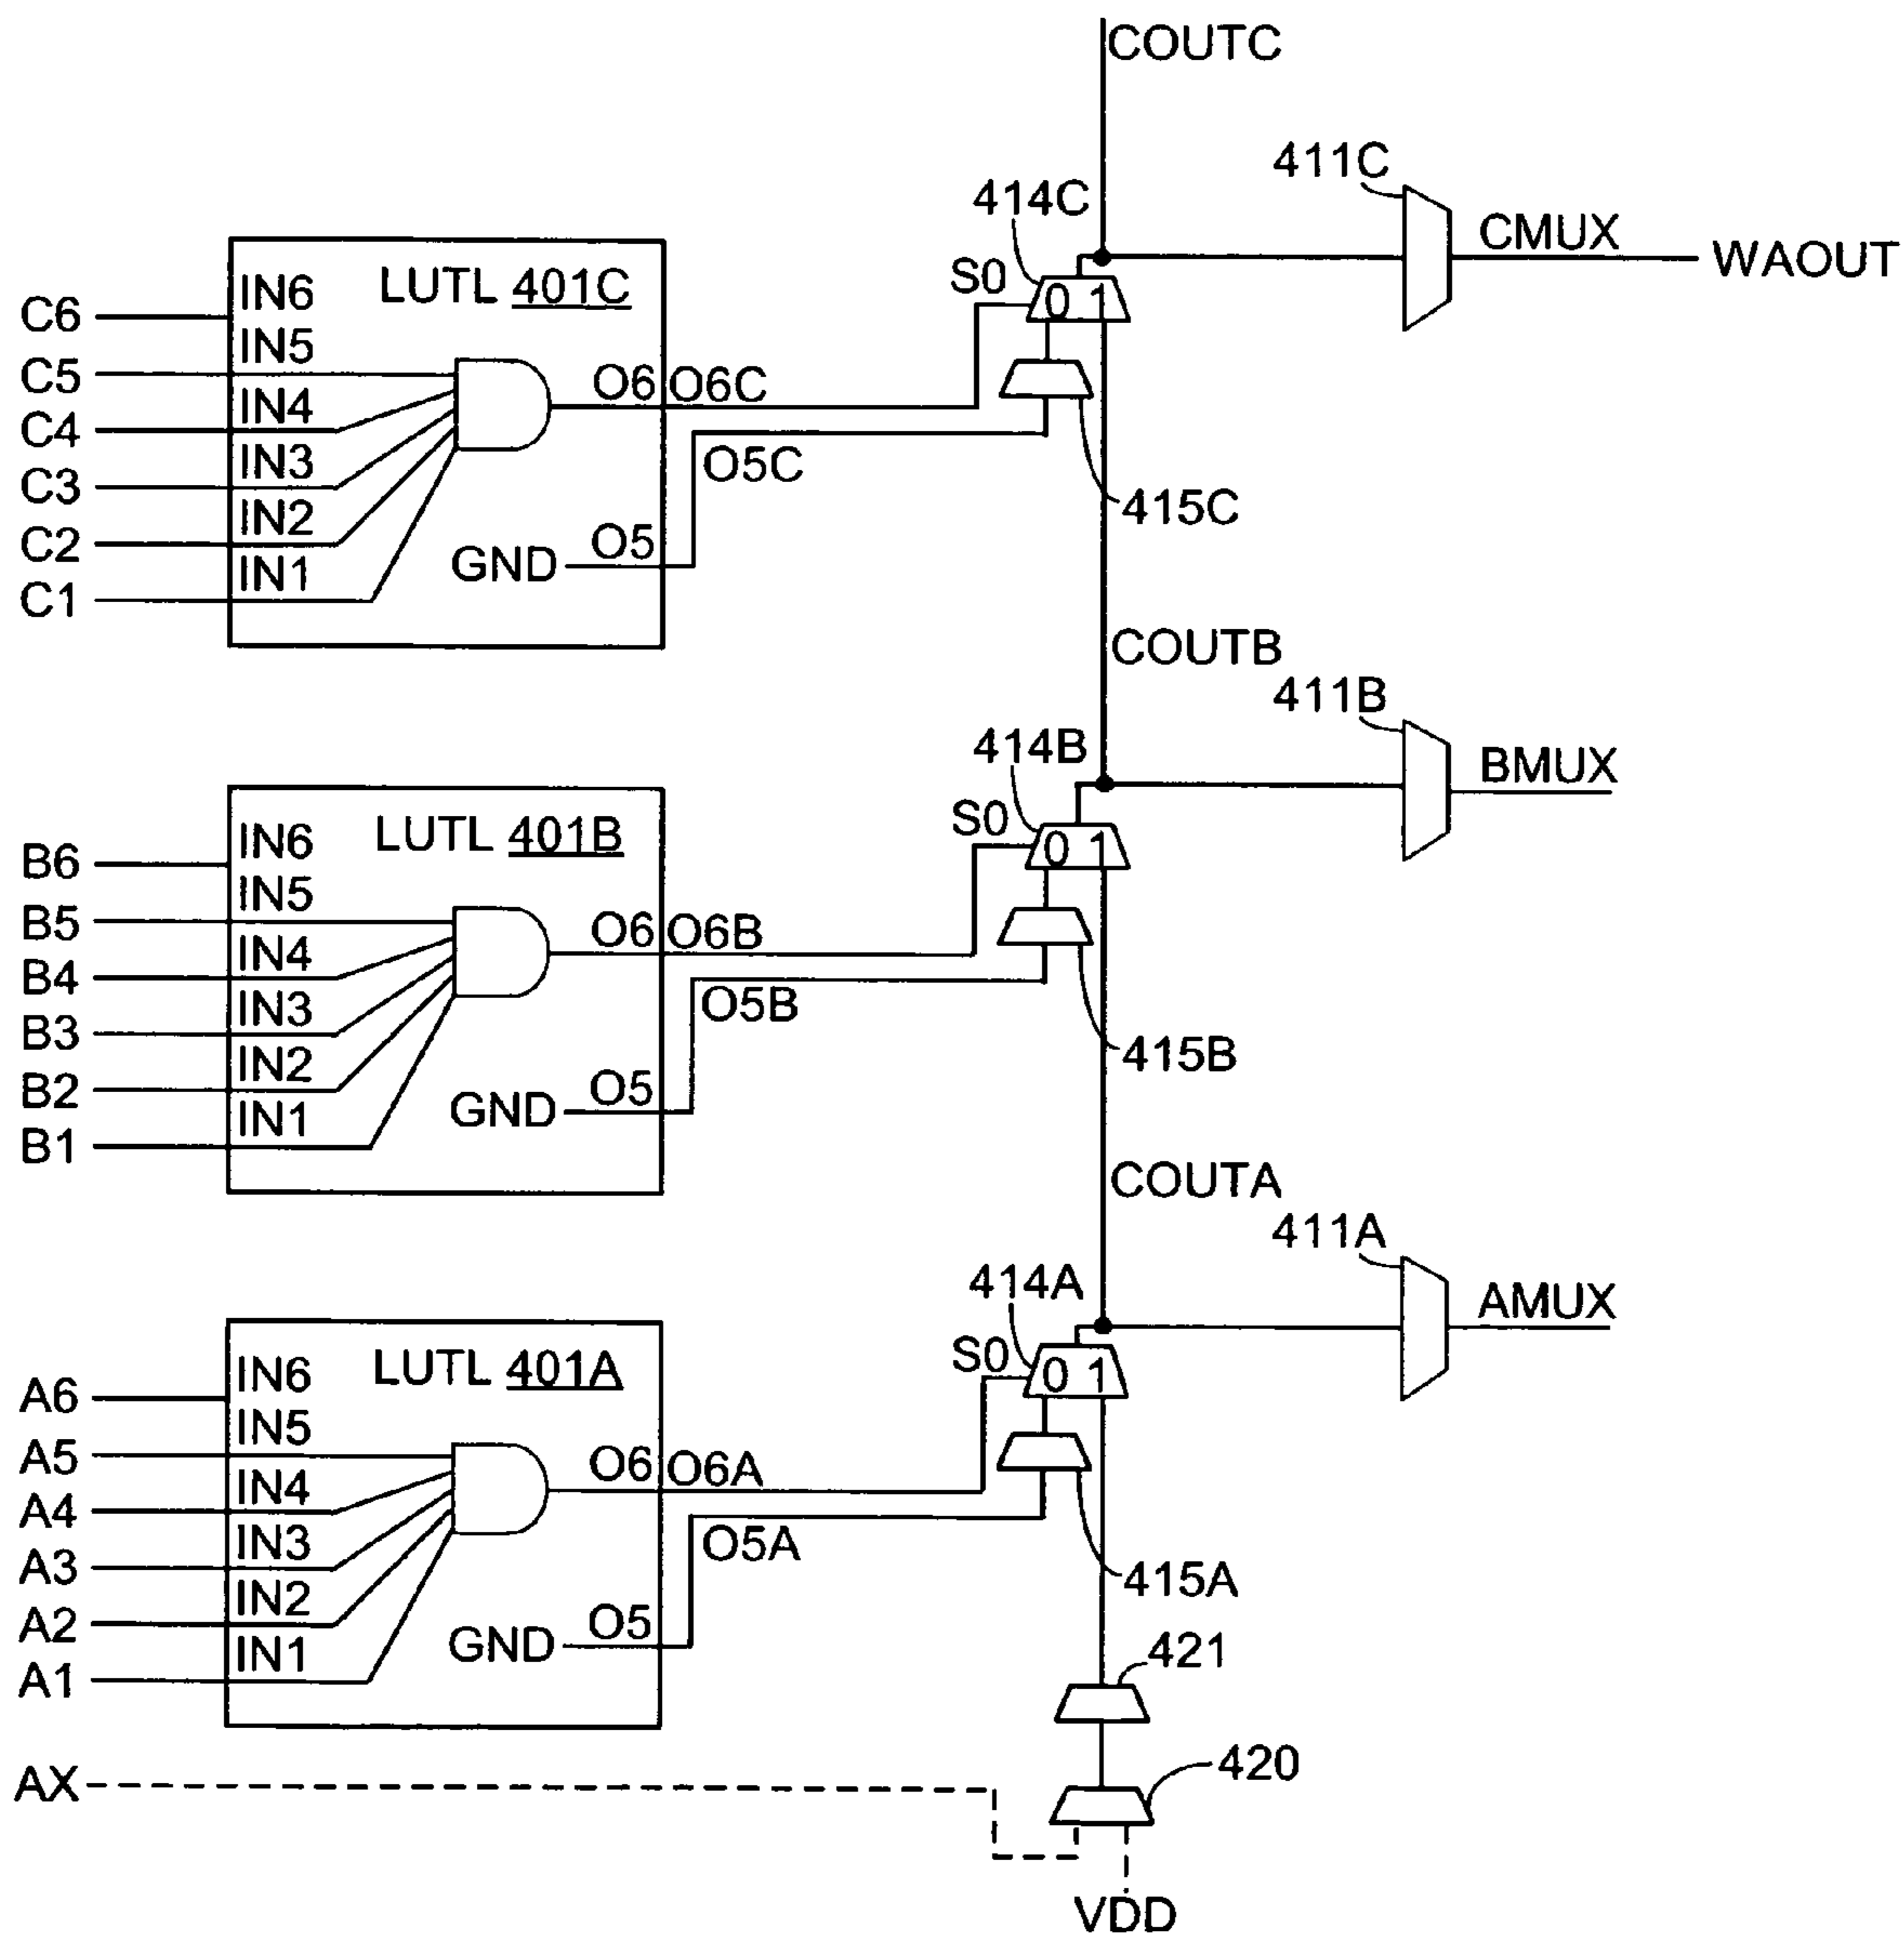 COUTC
411C
414C
CMUX
WAOUT
S0
0 1
LUTL 401C
C6
IN6
IN5
C5
IN4
C4
IN3
C3
IN2
C2
IN1
C1
O6
O6C
O5C
O5
GND
415C
COUTB
411B
414B
BMUX
S0
0 1
LUTL 401B
B6
IN6
IN5
B5
IN4
B4
IN3
B3
IN2
B2
IN1
B1
O6
O6B
O5B
O5
GND
415B
COUTA
411A
414A
AMUX
S0
0 1
LUTL 401A
A6
IN6
IN5
A5
IN4
A4
IN3
A3
IN2
A2
IN1
A1
O6
O6A
O5A
O5
GND
415A
421
AX
420
VDD